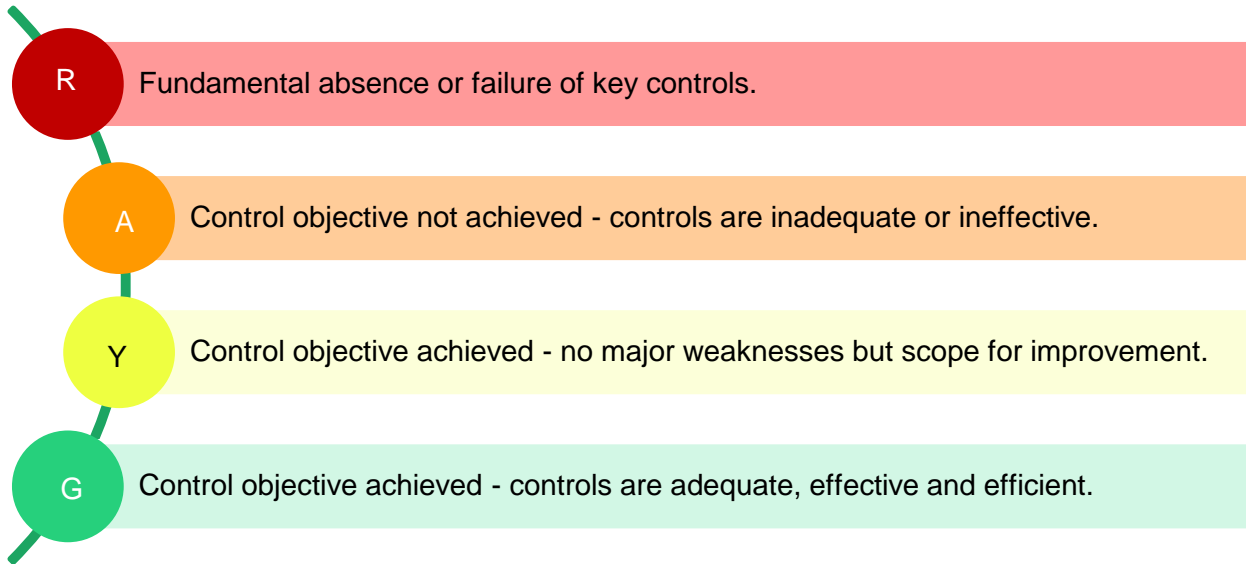 R
Fundamental absence or failure of key controls.
A
Control objective not achieved - controls are inadequate or ineffective.
Y
Control objective achieved - no major weaknesses but scope for improvement.
G
Control objective achieved - controls are adequate, effective and efficient.